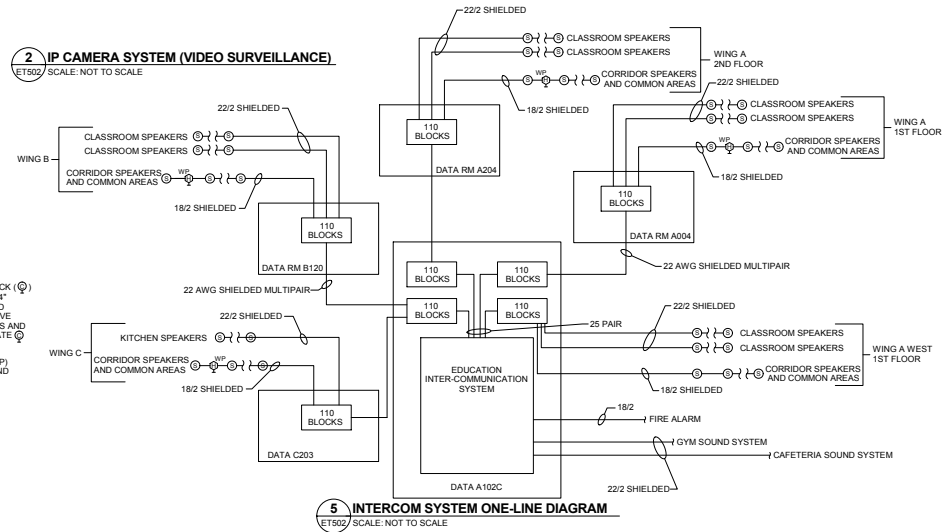 2
ET502
IP CAMERA SYSTEM (VIDEO SURVEILLANCE)
SCALE: NOT TO SCALE
22/2 SHIELDED
S S CLASSROOM SPEAKERS
S S CLASSROOM SPEAKERS
WP
S H S S CORRIDOR SPEAKERS
AND COMMON AREAS
WING A
2ND FLOOR
18/2 SHIELDED
110
BLOCKS
DATA RM A204
22/2 SHIELDED
S S CLASSROOM SPEAKERS
S S CLASSROOM SPEAKERS
WP
S H S S CORRIDOR SPEAKERS
AND COMMON AREAS
WING A
1ST FLOOR
18/2 SHIELDED
110
BLOCKS
DATA RM A004
22 AWG SHIELDED MULTIPAIR
22/2 SHIELDED
WING B
CLASSROOM SPEAKERS S S
CLASSROOM SPEAKERS S S
WP
CORRIDOR SPEAKERS
AND COMMON AREAS S H S S
18/2 SHIELDED
110
BLOCKS
DATA RM B120
22 AWG SHIELDED MULTIPAIR
CK (C)
4"
D
VE
S AND
ATE C
P)
ND
22/2 SHIELDED
WING C
KITCHEN SPEAKERS S S
WP
CORRIDOR SPEAKERS
AND COMMON AREAS S H S S
18/2 SHIELDED
110
BLOCKS
DATA C203
110
BLOCKS
110
BLOCKS
110
BLOCKS
110
BLOCKS
25 PAIR
EDUCATION
INTER-COMMUNICATION
SYSTEM
DATA A102C
22/2 SHIELDED
S S CLASSROOM SPEAKERS
S S CLASSROOM SPEAKERS
S S S CORRIDOR SPEAKERS
AND COMMON AREAS
WING A WEST
1ST FLOOR
18/2 SHIELDED
18/2
FIRE ALARM
GYM SOUND SYSTEM
CAFETERIA SOUND SYSTEM
22/2 SHIELDED
5
ET502
INTERCOM SYSTEM ONE-LINE DIAGRAM
SCALE: NOT TO SCALE